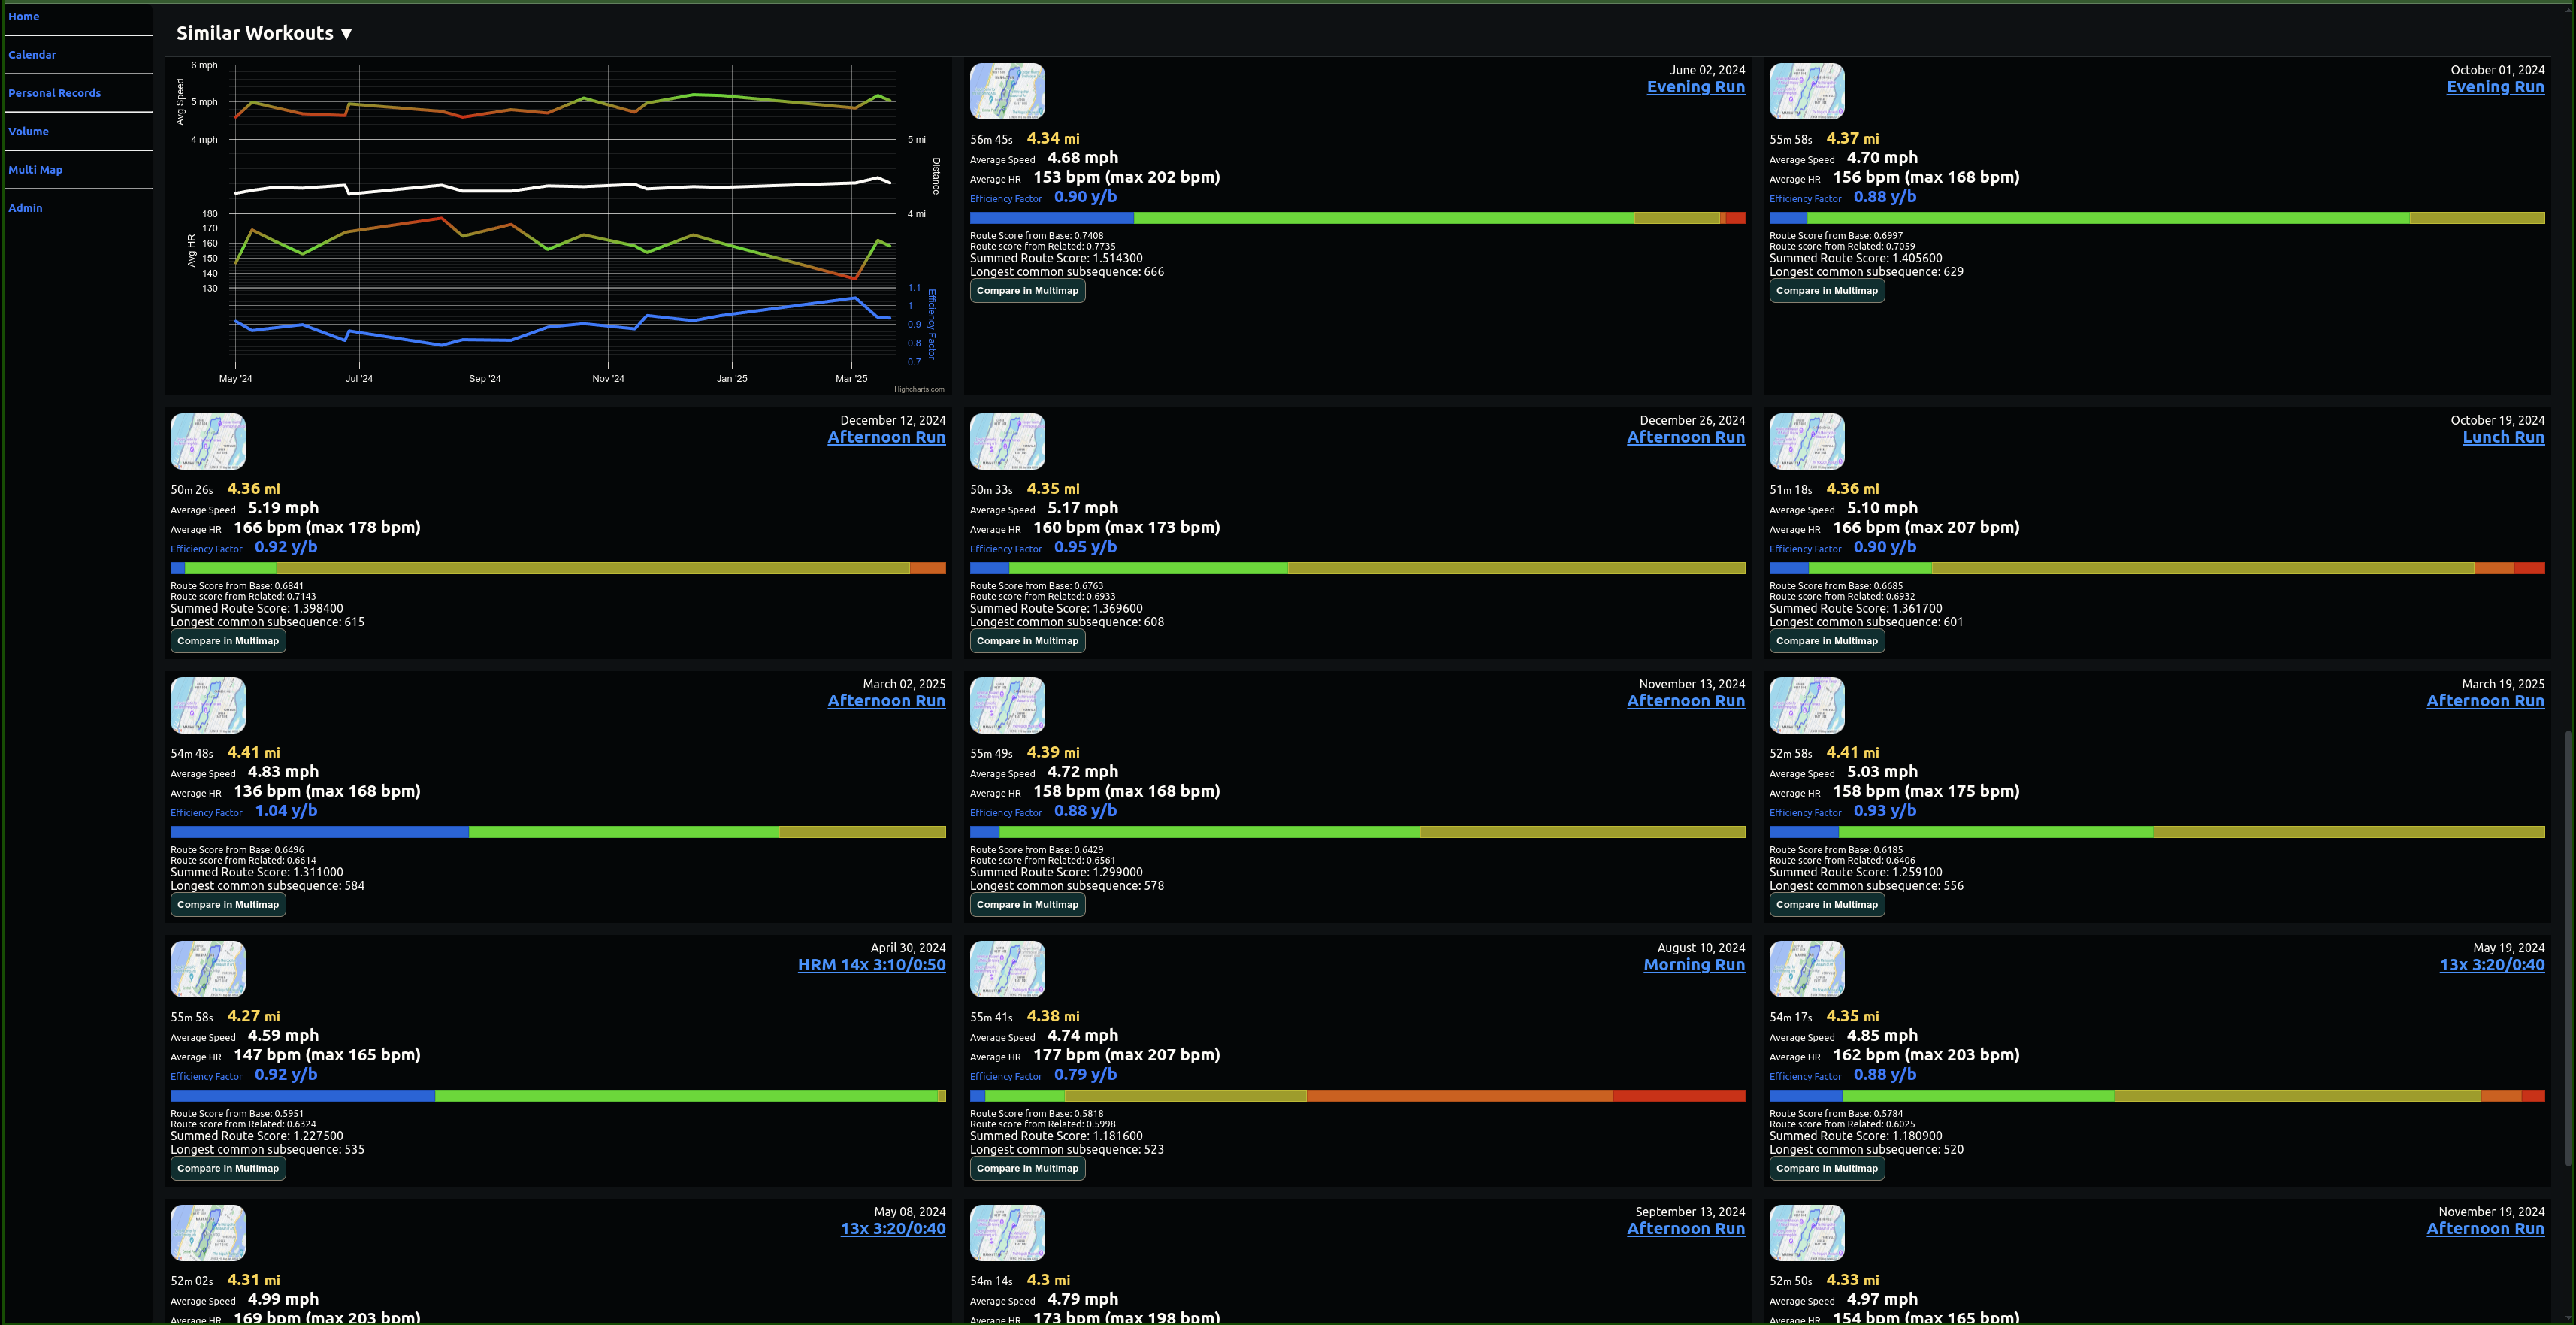 Home
Calendar
Personal Records
Volume
Multi Map
Admin
Similar Workouts ▼
6 mph
5 mph
4 mph
Avg Speed
5 mi
4 mi
Distance
180
170
160
150
140
130
Avg HR
1.1
1
0.9
0.8
0.7
Efficiency Factor
May '24
Jul '24
Sep '24
Nov '24
Jan '25
Mar '25
Highcharts.com
June 02, 2024
Evening Run
56m 45s 4.34 mi
Average Speed 4.68 mph
Average HR 153 bpm (max 202 bpm)
Efficiency Factor 0.90 y/b
Route Score from Base: 0.7408
Route score from Related: 0.7735
Summed Route Score: 1.514300
Longest common subsequence: 666
Compare in Multimap
October 01, 2024
Evening Run
55m 58s 4.37 mi
Average Speed 4.70 mph
Average HR 156 bpm (max 168 bpm)
Efficiency Factor 0.88 y/b
Route Score from Base: 0.6997
Route score from Related: 0.7059
Summed Route Score: 1.405600
Longest common subsequence: 629
Compare in Multimap
December 12, 2024
Afternoon Run
50m 26s 4.36 mi
Average Speed 5.19 mph
Average HR 166 bpm (max 178 bpm)
Efficiency Factor 0.92 y/b
Route Score from Base: 0.6841
Route score from Related: 0.7143
Summed Route Score: 1.398400
Longest common subsequence: 615
Compare in Multimap
December 26, 2024
Afternoon Run
50m 33s 4.35 mi
Average Speed 5.17 mph
Average HR 160 bpm (max 173 bpm)
Efficiency Factor 0.95 y/b
Route Score from Base: 0.6763
Route score from Related: 0.6933
Summed Route Score: 1.369600
Longest common subsequence: 608
Compare in Multimap
October 19, 2024
Lunch Run
51m 18s 4.36 mi
Average Speed 5.10 mph
Average HR 166 bpm (max 207 bpm)
Efficiency Factor 0.90 y/b
Route Score from Base: 0.6685
Route score from Related: 0.6932
Summed Route Score: 1.361700
Longest common subsequence: 601
Compare in Multimap
March 02, 2025
Afternoon Run
54m 48s 4.41 mi
Average Speed 4.83 mph
Average HR 136 bpm (max 168 bpm)
Efficiency Factor 1.04 y/b
Route Score from Base: 0.6496
Route score from Related: 0.6614
Summed Route Score: 1.311000
Longest common subsequence: 584
Compare in Multimap
November 13, 2024
Afternoon Run
55m 49s 4.39 mi
Average Speed 4.72 mph
Average HR 158 bpm (max 168 bpm)
Efficiency Factor 0.88 y/b
Route Score from Base: 0.6429
Route score from Related: 0.6561
Summed Route Score: 1.299000
Longest common subsequence: 578
Compare in Multimap
March 19, 2025
Afternoon Run
52m 58s 4.41 mi
Average Speed 5.03 mph
Average HR 158 bpm (max 175 bpm)
Efficiency Factor 0.93 y/b
Route Score from Base: 0.6185
Route score from Related: 0.6406
Summed Route Score: 1.259100
Longest common subsequence: 556
Compare in Multimap
April 30, 2024
HRM 14x 3:10/0:50
55m 58s 4.27 mi
Average Speed 4.59 mph
Average HR 147 bpm (max 165 bpm)
Efficiency Factor 0.92 y/b
Route Score from Base: 0.5951
Route score from Related: 0.6324
Summed Route Score: 1.227500
Longest common subsequence: 535
Compare in Multimap
August 10, 2024
Morning Run
55m 41s 4.38 mi
Average Speed 4.74 mph
Average HR 177 bpm (max 207 bpm)
Efficiency Factor 0.79 y/b
Route Score from Base: 0.5818
Route score from Related: 0.5998
Summed Route Score: 1.181600
Longest common subsequence: 523
Compare in Multimap
May 19, 2024
13x 3:20/0:40
54m 17s 4.35 mi
Average Speed 4.85 mph
Average HR 162 bpm (max 203 bpm)
Efficiency Factor 0.88 y/b
Route Score from Base: 0.5784
Route score from Related: 0.6025
Summed Route Score: 1.180900
Longest common subsequence: 520
Compare in Multimap
May 08, 2024
13x 3:20/0:40
52m 02s 4.31 mi
Average Speed 4.99 mph
Average HR 169 bpm (max 203 bpm)
September 13, 2024
Afternoon Run
54m 14s 4.3 mi
Average Speed 4.79 mph
Average HR 173 bpm (max 198 bpm)
November 19, 2024
Afternoon Run
52m 50s 4.33 mi
Average Speed 4.97 mph
Average HR 154 bpm (max 165 bpm)